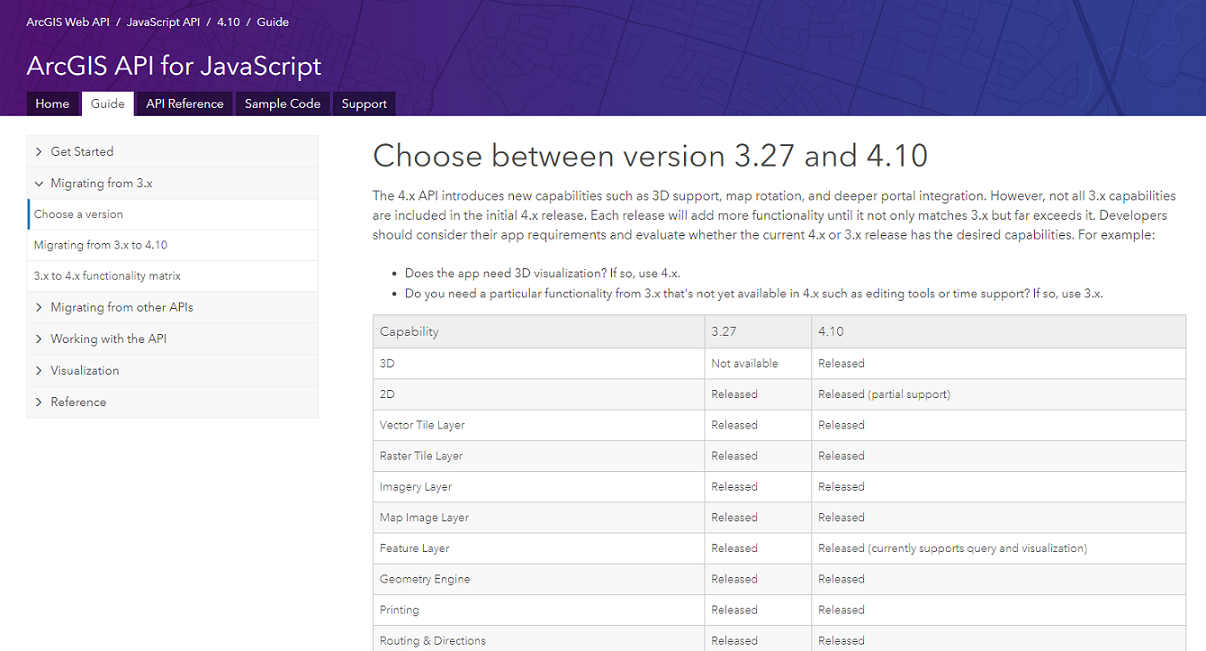 ArcGIS Web API / JavaScript API / 4.10 / Guide
ArcGIS API for JavaScript
Home Guide API Reference Sample Code Support
Get Started
Migrating from 3.x
Choose a version
Migrating from 3.x to 4.10
3.x to 4.x functionality matrix
Migrating from other APIs
Working with the API
Visualization
Reference
Choose between version 3.27 and 4.10
The 4.x API introduces new capabilities such as 3D support, map rotation, and deeper portal integration. However, not all 3.x capabilities
are included in the initial 4.x release. Each release will add more functionality until it not only matches 3.x but far exceeds it. Developers
should consider their app requirements and evaluate whether the current 4.x or 3.x release has the desired capabilities. For example:
• Does the app need 3D visualization? If so, use 4.x.
• Do you need a particular functionality from 3.x that's not yet available in 4.x such as editing tools or time support? If so, use 3.x.
Capability 3.27 4.10
3D Not available Released
2D Released Released (partial support)
Vector Tile Layer Released Released
Raster Tile Layer Released Released
Imagery Layer Released Released
Map Image Layer Released Released
Feature Layer Released Released (currently supports query and visualization)
Geometry Engine Released Released
Printing Released Released
Routing & Directions Released Released